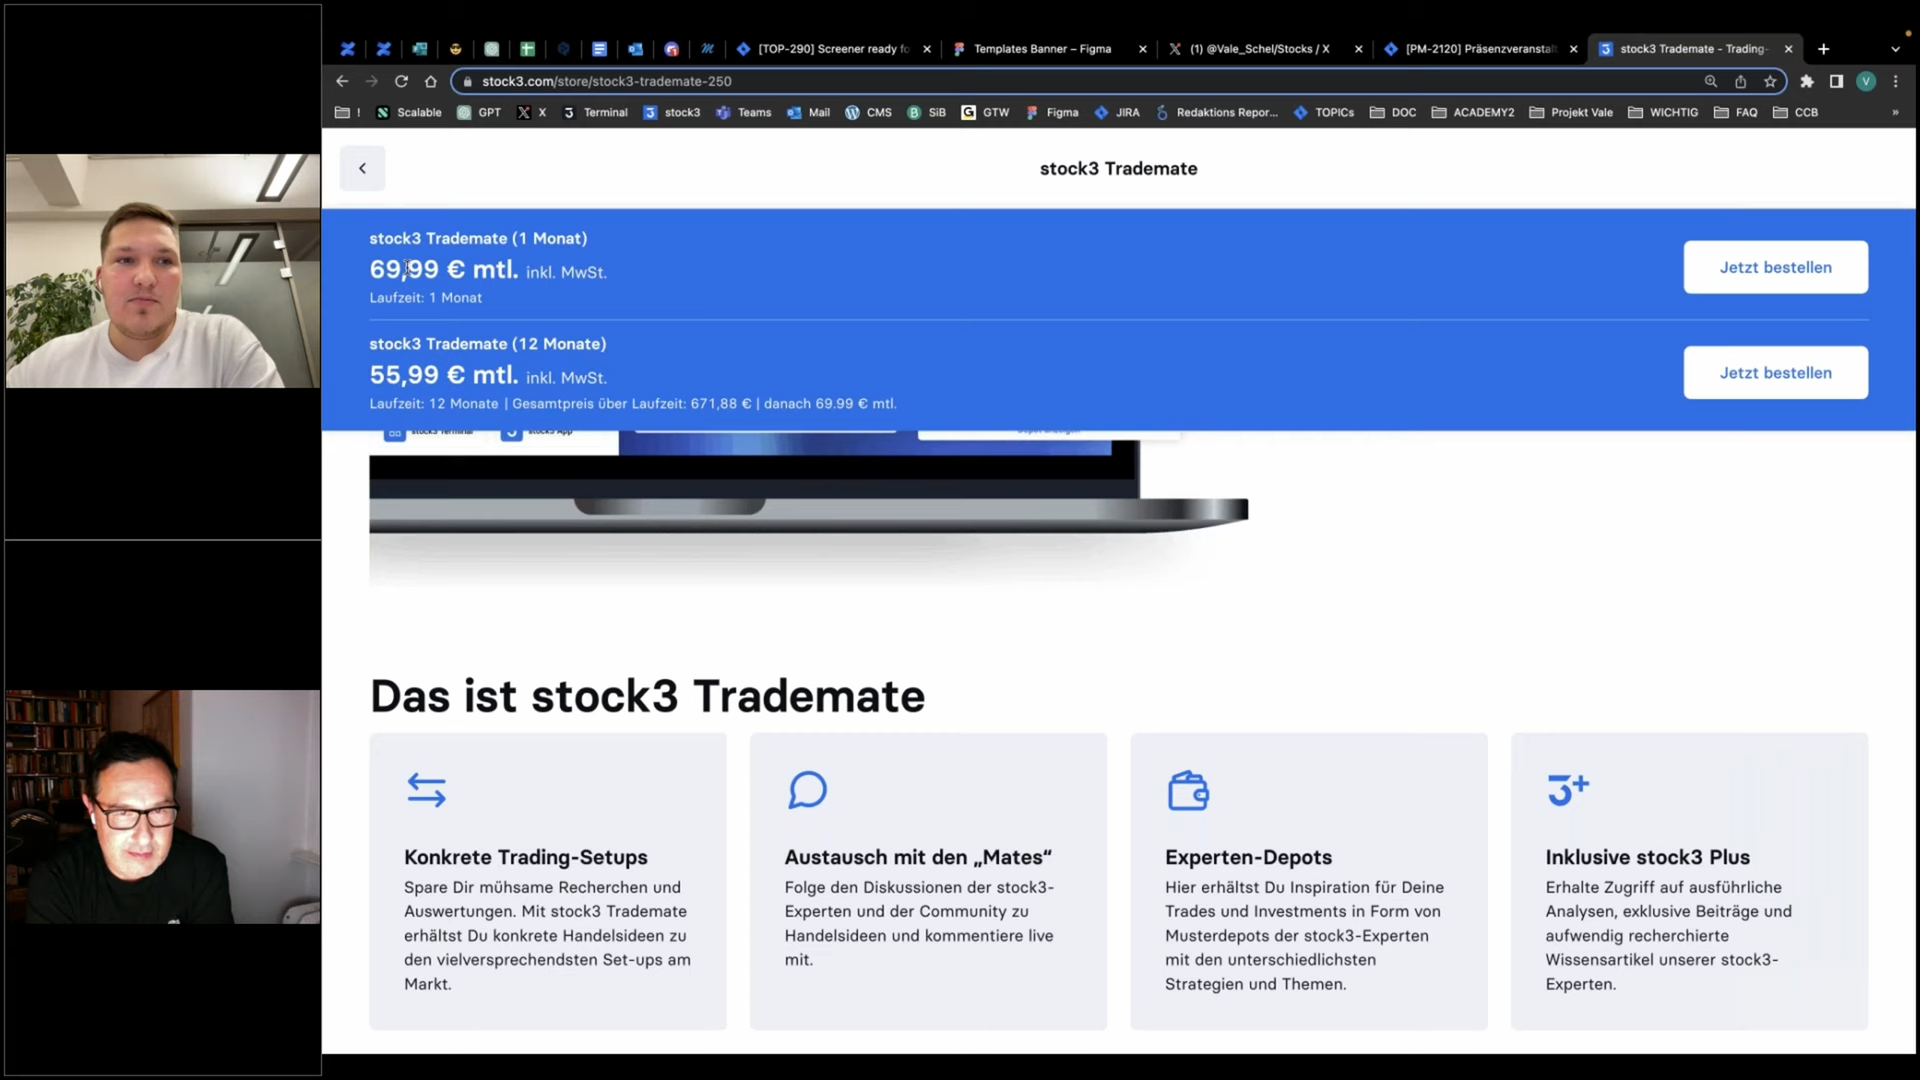 [TOP-290] Screener ready fo
Templates Banner – Figma
(1) @Vale_Schel/Stocks / X
[PM-2120] Präsenzveranstalt
stock3 Trademate - Trading-
stock3.com/store/stock3-trademate-250
V
!
Scalable
GPT
X
Terminal
stock3
Teams
Mail
CMS
SiB
GTW
Figma
JIRA
Redaktions Repor...
TOPICs
DOC
ACADEMY2
Projekt Vale
WICHTIG
FAQ
CCB
»
stock3 Trademate
stock3 Trademate (1 Monat)
69,99 € mtl. inkl. MwSt.
Laufzeit: 1 Monat
Jetzt bestellen
stock3 Trademate (12 Monate)
55,99 € mtl. inkl. MwSt.
Laufzeit: 12 Monate | Gesamtpreis über Laufzeit: 671,88 € | danach 69.99 € mtl.
Jetzt bestellen
Das ist stock3 Trademate
Konkrete Trading-Setups
Spare Dir mühsame Recherchen und
Auswertungen. Mit stock3 Trademate
erhältst Du konkrete Handelsideen zu
den vielversprechendsten Set-ups am
Markt.
Austausch mit den „Mates“
Folge den Diskussionen der stock3-
Experten und der Community zu
Handelsideen und kommentiere live
mit.
Experten-Depots
Hier erhältst Du Inspiration für Deine
Trades und Investments in Form von
Musterdepots der stock3-Experten
mit den unterschiedlichsten
Strategien und Themen.
3+
Inklusive stock3 Plus
Erhalte Zugriff auf ausführliche
Analysen, exklusive Beiträge und
aufwendig recherchierte
Wissensartikel unserer stock3-
Experten.